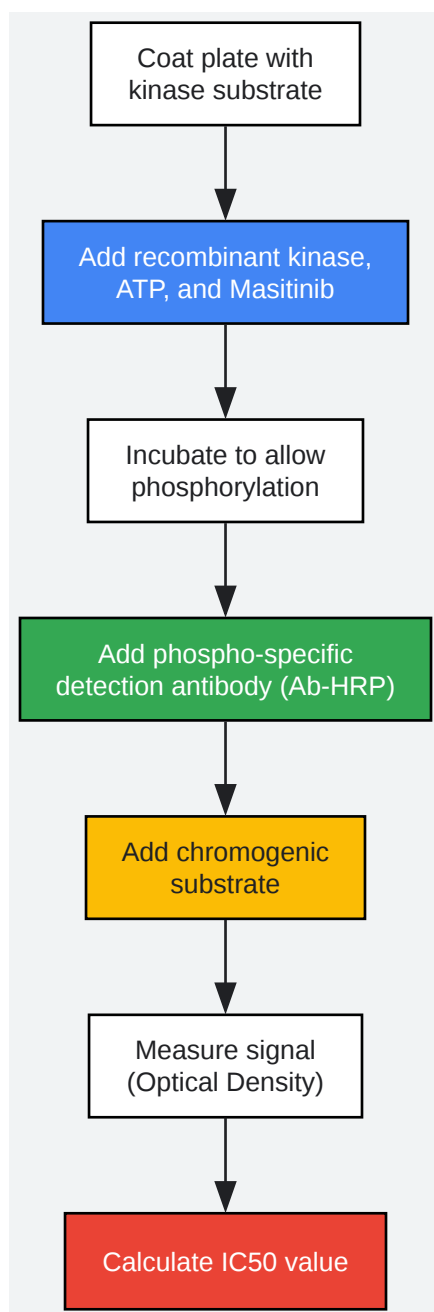 Coat plate with
kinase substrate
Add recombinant kinase,
ATP, and Masitinib
Incubate to allow
phosphorylation
Add phospho-specific
detection antibody (Ab-HRP)
Add chromogenic
substrate
Measure signal
(Optical Density)
Calculate IC50 value